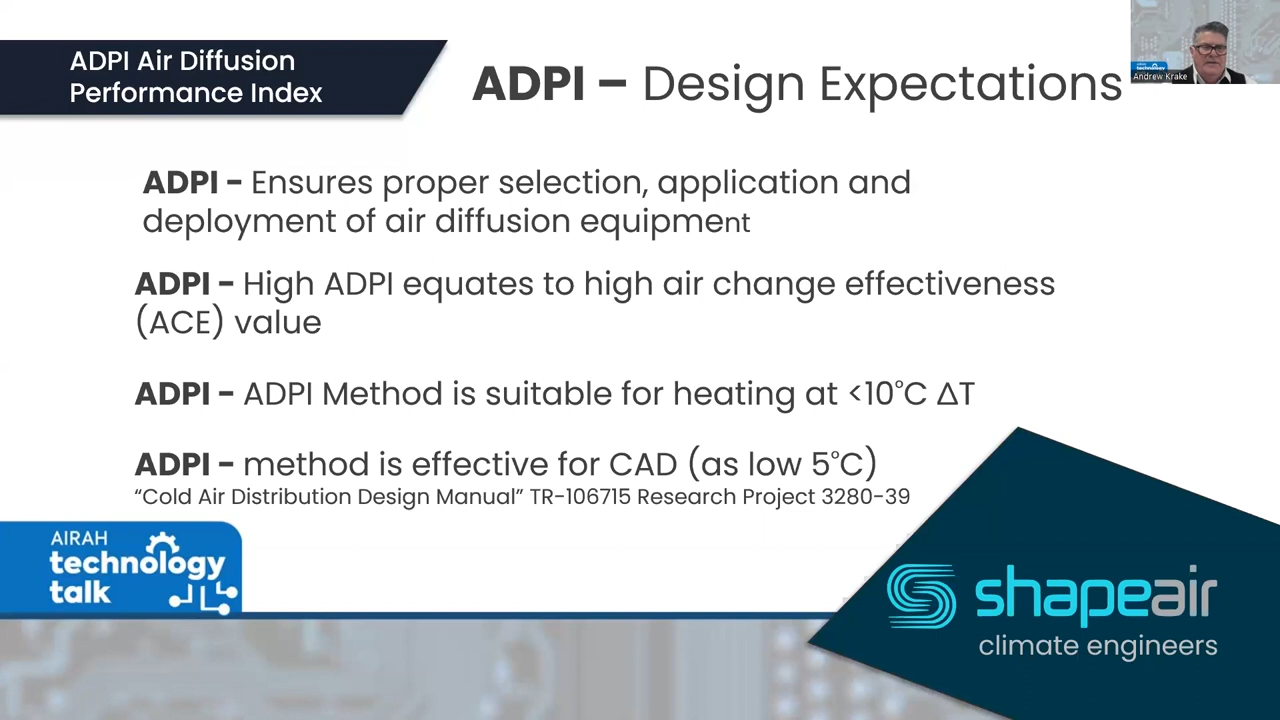 ADPI Air Diffusion
Performance Index
ADPI – Design Expectations
AIRAH
technology
Andrew Krake
ADPI – Ensures proper selection, application and
deployment of air diffusion equipment
ADPI – High ADPI equates to high air change effectiveness
(ACE) value
ADPI – ADPI Method is suitable for heating at <10°C ΔT
ADPI – method is effective for CAD (as low 5°C)
“Cold Air Distribution Design Manual” TR-106715 Research Project 3280-39
AIRAH
technology
talk
shapeair
climate engineers